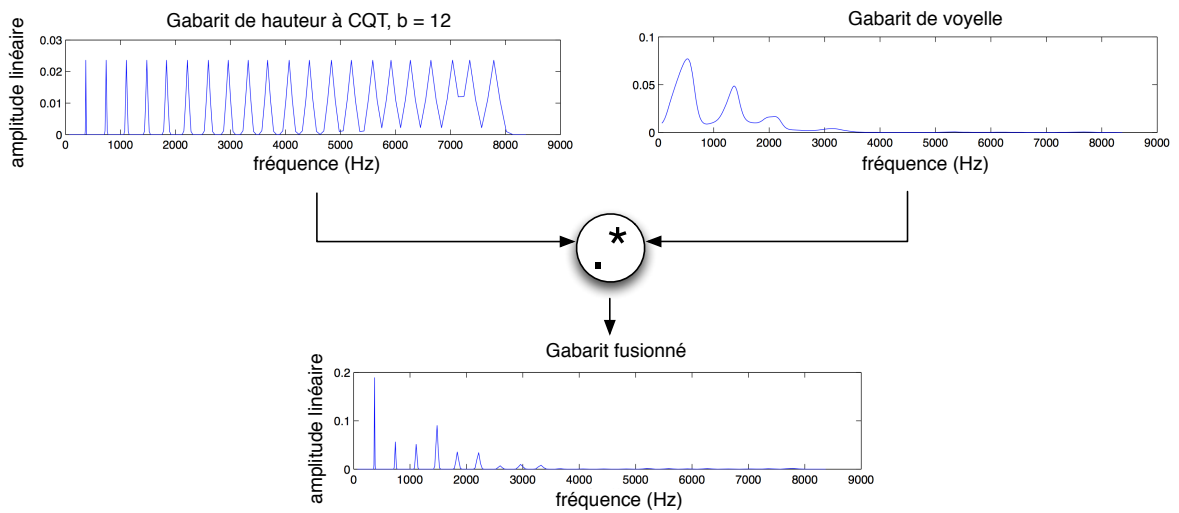 Gabarit de hauteur à CQT, b = 12
amplitude linéaire
0.03
0.02
0.01
0
0 1000 2000 3000 4000 5000 6000 7000 8000 9000
fréquence (Hz)
Gabarit de voyelle
0.1
0.05
0
0 1000 2000 3000 4000 5000 6000 7000 8000 9000
fréquence (Hz)
.*
Gabarit fusionné
amplitude linéaire
0.2
0.1
0
0 1000 2000 3000 4000 5000 6000 7000 8000 9000
fréquence (Hz)